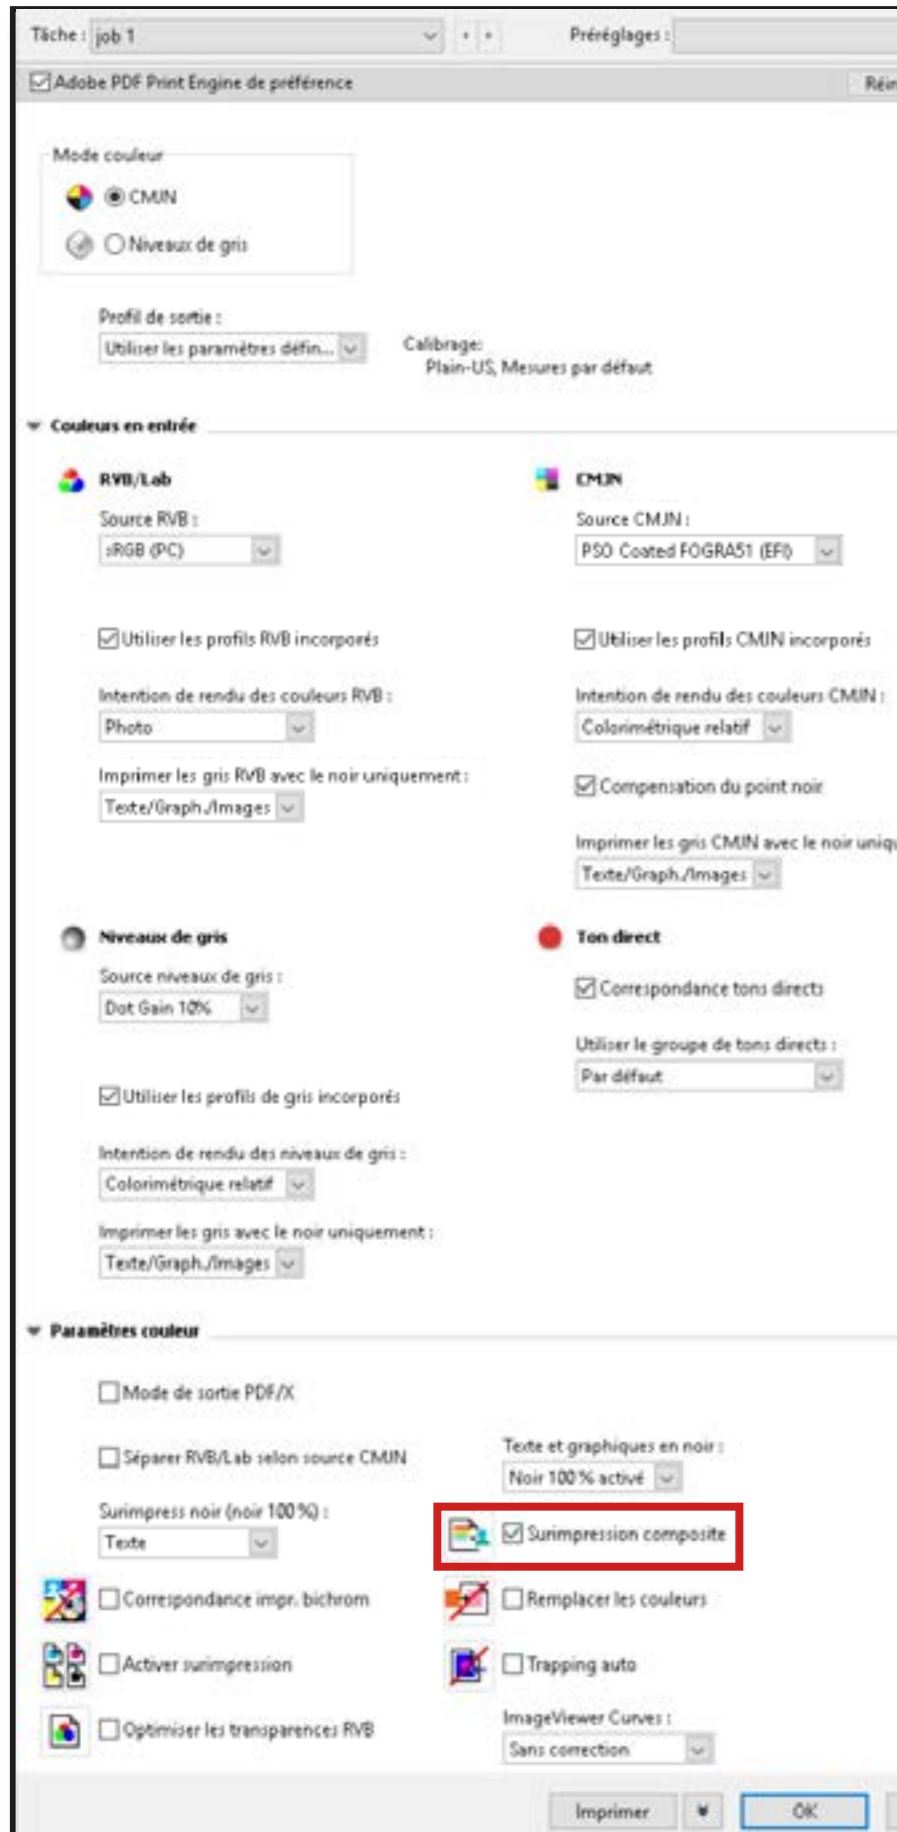 Tâche : job 1 Préréglages :
Adobe PDF Print Engine de préférence
Mode couleur
CMJN
Niveaux de gris
Profil de sortie :
Utiliser les paramètres défin...
Calibrage:
Plain-US, Mesures par défaut
Couleurs en entrée
RVB/Lab
Source RVB :
sRGB (PC)
Utiliser les profils RVB incorporés
Intention de rendu des couleurs RVB :
Photo
Imprimer les gris RVB avec le noir uniquement :
Texte/Graph./Images
CMJN
Source CMJN :
PSO Coated FOGRA51 (EFI)
Utiliser les profils CMJN incorporés
Intention de rendu des couleurs CMJN :
Colorimétrique relatif
Compensation du point noir
Imprimer les gris CMJN avec le noir
Texte/Graph./Images
Niveaux de gris
Source niveaux de gris :
Dot Gain 10%
Utiliser les profils de gris incorporés
Intention de rendu des niveaux de gris :
Colorimétrique relatif
Imprimer les gris avec le noir uniquement :
Texte/Graph./Images
Ton direct
Correspondance tons directs
Utiliser le groupe de tons directs :
Par défaut
Paramètres couleur
Mode de sortie PDF/X
Séparer RVB/Lab selon source CMJN
Surimpress noir (noir 100%) :
Texte
Texte et graphiques en noir :
Noir 100 % activé
Surimpression composite
Correspondance impr. bichrom
Remplacer les couleurs
Activer surimpression
Trapping auto
Optimiser les transparences RVB
ImageViewer Curves :
Sans correction
Imprimer
OK